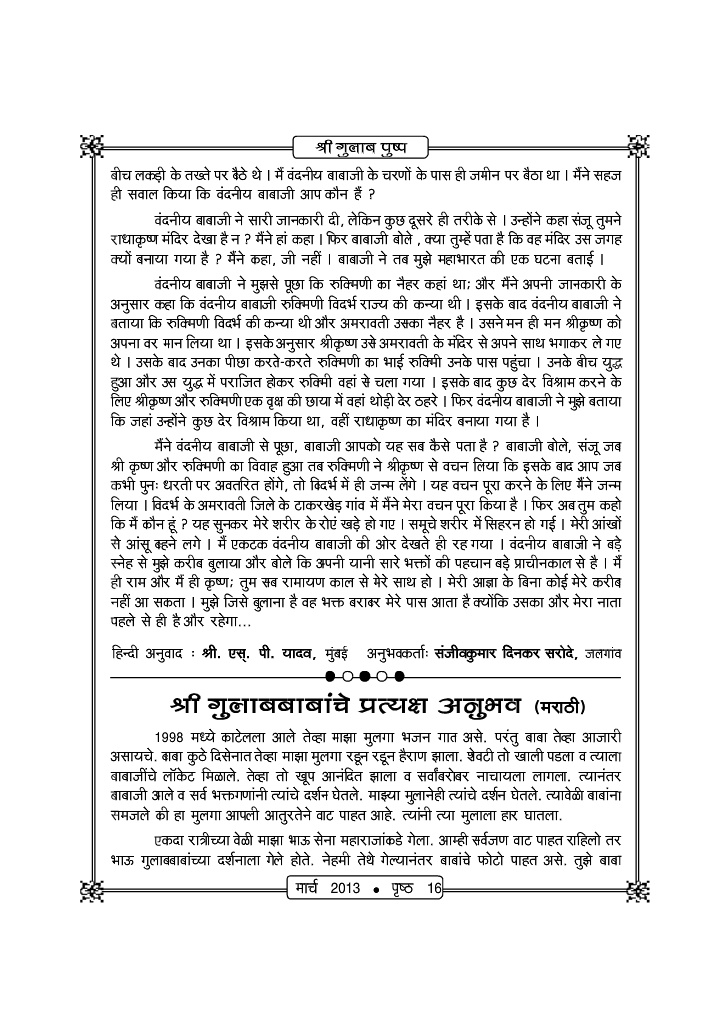 श्री गुलाब पुष्प
बीच लकड़ी के तख्ते पर बैठे थे । मैं वंदनीय बाबाजी के चरणों के पास ही जमीन पर बैठा था । मैंने सहज
ही सवाल किया कि वंदनीय बाबाजी आप कौन हैं ?
वंदनीय बाबाजी ने सारी जानकारी दी, लेकिन कुछ दूसरे ही तरीके से । उन्होंने कहा संजू तुमने
राधाकृष्ण मंदिर देखा है न ? मैंने हां कहा । फिर बाबाजी बोले , क्या तुम्हें पता है कि वह मंदिर उस जगह
क्यों बनाया गया है ? मैंने कहा, जी नहीं । बाबाजी ने तब मुझे महाभारत की एक घटना बताई ।
वंदनीय बाबाजी ने मुझसे पूछा कि रुक्मिणी का नैहर कहां था; और मैंने अपनी जानकारी के
अनुसार कहा कि वंदनीय बाबाजी रुक्मिणी विदर्भ राज्य की कन्या थी । इसके बाद वंदनीय बाबाजी ने
बताया कि रुक्मिणी विदर्भ की कन्या थी और अमरावती उसका नैहर है । उसने मन ही मन श्रीकृष्ण को
अपना वर मान लिया था । इसके अनुसार श्रीकृष्ण उसे अमरावती के मंदिर से अपने साथ भगाकर ले गए
थे । उसके बाद उनका पीछा करते-करते रुक्मिणी का भाई रुक्मि उनके पास पहुंचा । उनके बीच युद्ध
हुआ और उस युद्ध में पराजित होकर रुक्मि वहां से चला गया । इसके बाद कुछ देर विश्राम करने के
लिए श्रीकृष्ण और रुक्मिणी एक वृक्ष की छाया में वहां थोड़ी देर ठहरे । फिर वंदनीय बाबाजी ने मुझे बताया
कि जहां उन्होंने कुछ देर विश्राम किया था, वहीं राधाकृष्ण का मंदिर बनाया गया है ।
मैंने वंदनीय बाबाजी से पूछा, बाबाजी आपको यह सब कैसे पता है ? बाबाजी बोले, संजू जब
श्री कृष्ण और रुक्मिणी का विवाह हुआ तब रुक्मिणी ने श्रीकृष्ण से वचन लिया कि इसके बाद आप जब
कभी पुनः धरती पर अवतरित होंगे, तो विदर्भ में ही जन्म लेंगे । यह वचन पूरा करने के लिए मैंने जन्म
लिया । विदर्भ के अमरावती जिले के टाकरखेड़ गांव में मैंने मेरा वचन पूरा किया है । फिर अब तुम कहो
कि मैं कौन हूं ? यह सुनकर मेरे शरीर के रोएं खड़े हो गए । समूचे शरीर में सिहरन हो गई । मेरी आंखों
से आंसू बहने लगे । मैं एकटक वंदनीय बाबाजी की ओर देखते ही रह गया । वंदनीय बाबाजी ने बड़े
स्नेह से मुझे करीब बुलाया और बोले कि अपनी यानी सारे भक्तों की पहचान बड़े प्राचीनकाल से है । मैं
ही राम और मैं ही कृष्ण; तुम सब रामायण काल से मेरे साथ हो । मेरी आज्ञा के बिना कोई मेरे करीब
नहीं आ सकता । मुझे जिसे बुलाना है वह भक्त बराबर मेरे पास आता है क्योंकि उसका और मेरा नाता
पहले से ही है और रहेगा...
हिन्दी अनुवाद : श्री. एस्. पी. यादव, मुंबई अनुभवकर्ताः संजीवकुमार दिनकर सरोदे, जलगांव
श्री गुलाबबाबांचे प्रत्यक्ष अनुभव (मराठी)
1998 मध्ये काटेलला आले तेव्हा माझा मुलगा भजन गात असे. परंतु बाबा तेव्हा आजारी
असायचे. बाबा कुठे दिसेनात तेव्हा माझा मुलगा रडून रडून हैराण झाला. शेवटी तो खाली पडला व त्याला
बाबाजींचे लॉकेट मिळाले. तेव्हा तो खूप आनंदित झाला व सर्वांबरोबर नाचायला लागला. त्यानंतर
बाबाजी आले व सर्व भक्तगणांनी त्यांचे दर्शन घेतले. माझ्या मुलानेही त्यांचे दर्शन घेतले. त्यावेळी बाबांना
समजले की हा मुलगा आपली आतुरतेने वाट पाहत आहे. त्यांनी त्या मुलाला हार घातला.
एकदा रात्रीच्या वेळी माझा भाऊ सेना महाराजांकडे गेला. आम्ही सर्वजण वाट पाहत राहिलो तर
भाऊ गुलाबबाबांच्या दर्शनाला गेले होते. नेहमी तेथे गेल्यानंतर बाबांचे फोटो पाहत असे. तुझे बाबा
मार्च 2013 ● पृष्ठ 16